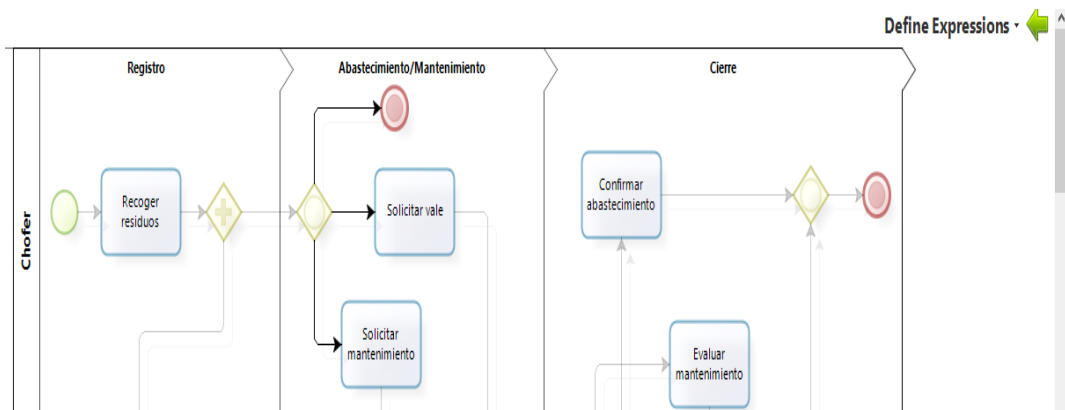 Define Expressions
Registro
Abastecimiento/Mantenimiento
Cierre
Chofer
Recoger
residuos
Solicitar vale
Solicitar
mantenimiento
Confirmar
abastecimiento
Evaluar
mantenimiento